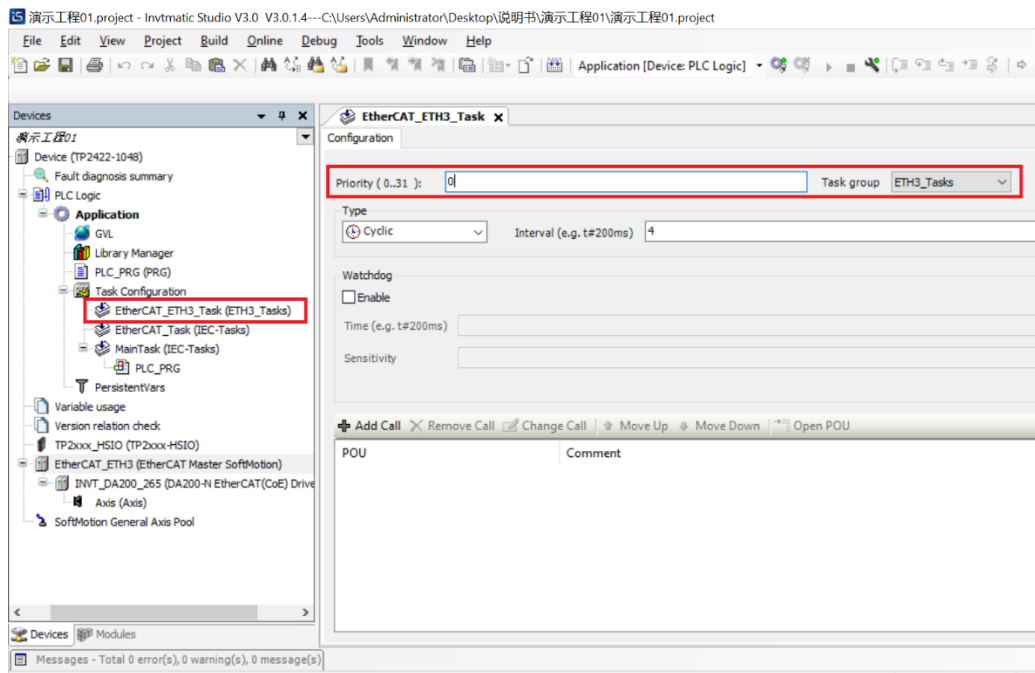 演示工程01.project - Invtmatic Studio V3.0 V3.0.1.4---C:\Users\Administrator\Desktop\说明书\演示工程01\演示工程01.project
File Edit View Project Build Online Debug Tools Window Help
Application [Device: PLC Logic]
Devices
演示工程01
Device (TP2422-1048)
Fault diagnosis summary
PLC Logic
Application
GVL
Library Manager
PLC_PRG (PRG)
Task Configuration
EtherCAT_ETH3_Task (ETH3_Tasks)
EtherCAT_Task (IEC-Tasks)
MainTask (IEC-Tasks)
PLC_PRG
PersistentVars
Variable usage
Version relation check
TP2xxx_HSIO (TP2xxx-HSIO)
EtherCAT_ETH3 (EtherCAT Master SoftMotion)
INVT_DA200_265 (DA200-N EtherCAT(CoE) Drive
Axis (Axis)
SoftMotion General Axis Pool
Devices Modules
EtherCAT_ETH3_Task
Configuration
Priority ( 0..31 ): 0 Task group ETH3_Tasks
Type
Cyclic Interval (e.g. t#200ms) 4
Watchdog
Enable
Time (e.g. t#200ms)
Sensitivity
Add Call Remove Call Change Call Move Up Move Down Open POU
POU Comment
Messages - Total 0 error(s), 0 warning(s), 0 message(s)